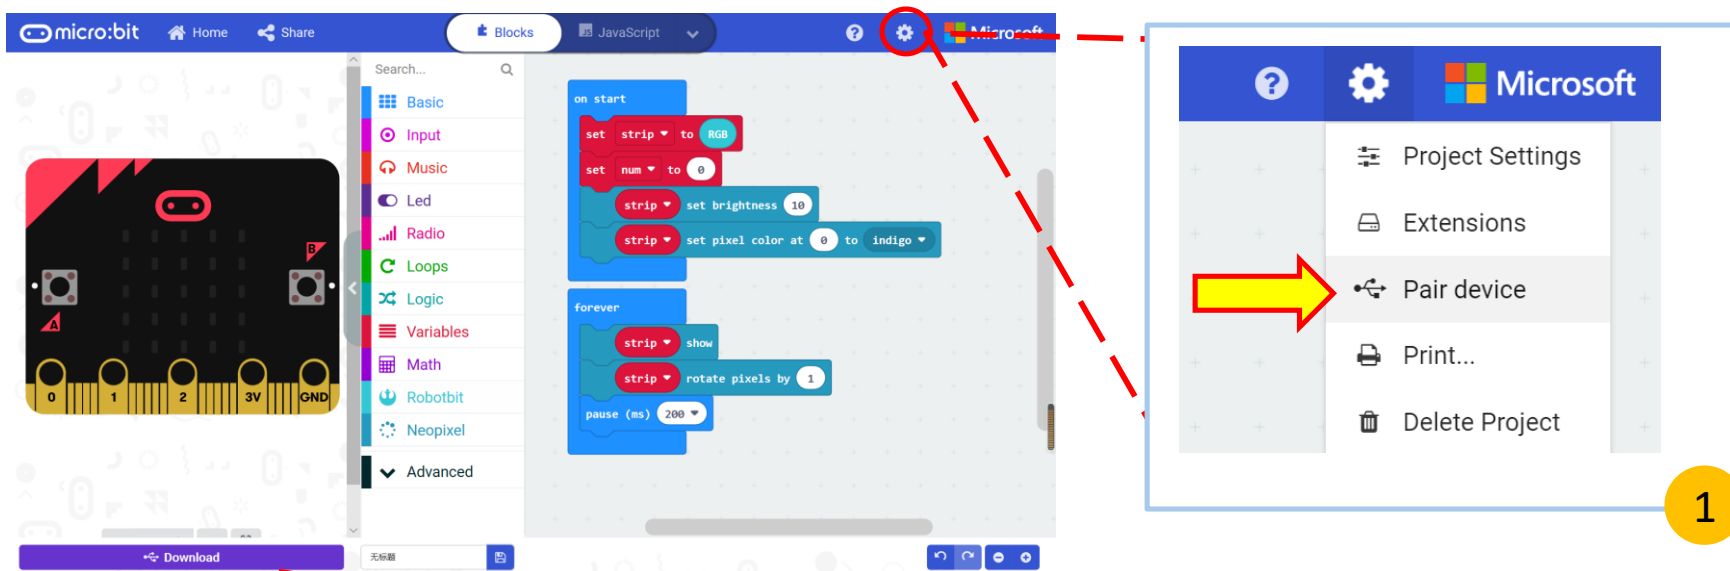 micro:bit Home Share Blocks JavaScript Microsoft
Search...
Basic
Input
Music
Led
Radio
Loops
Logic
Variables
Math
Robotbit
Neopixel
Advanced
A
B
0 1 2 3V GND
on start
set strip to RGB
set num to 0
strip set brightness 10
strip set pixel color at 0 to indigo
forever
strip show
strip rotate pixels by 1
pause (ms) 200
Download
无标题
Microsoft
Project Settings
Extensions
Pair device
Print...
Delete Project
1